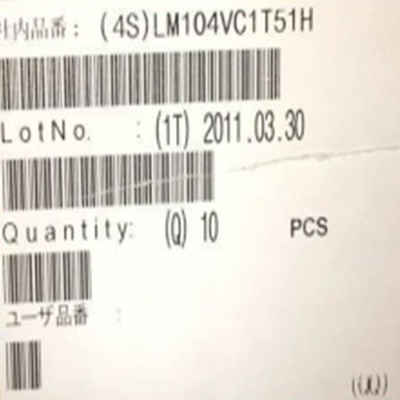 社内品番： (4S)LM104VC1T51H
LotNo. : (1T) 2011.03.30
Quantity: (Q) 10 PCS
ユーザ品番 :